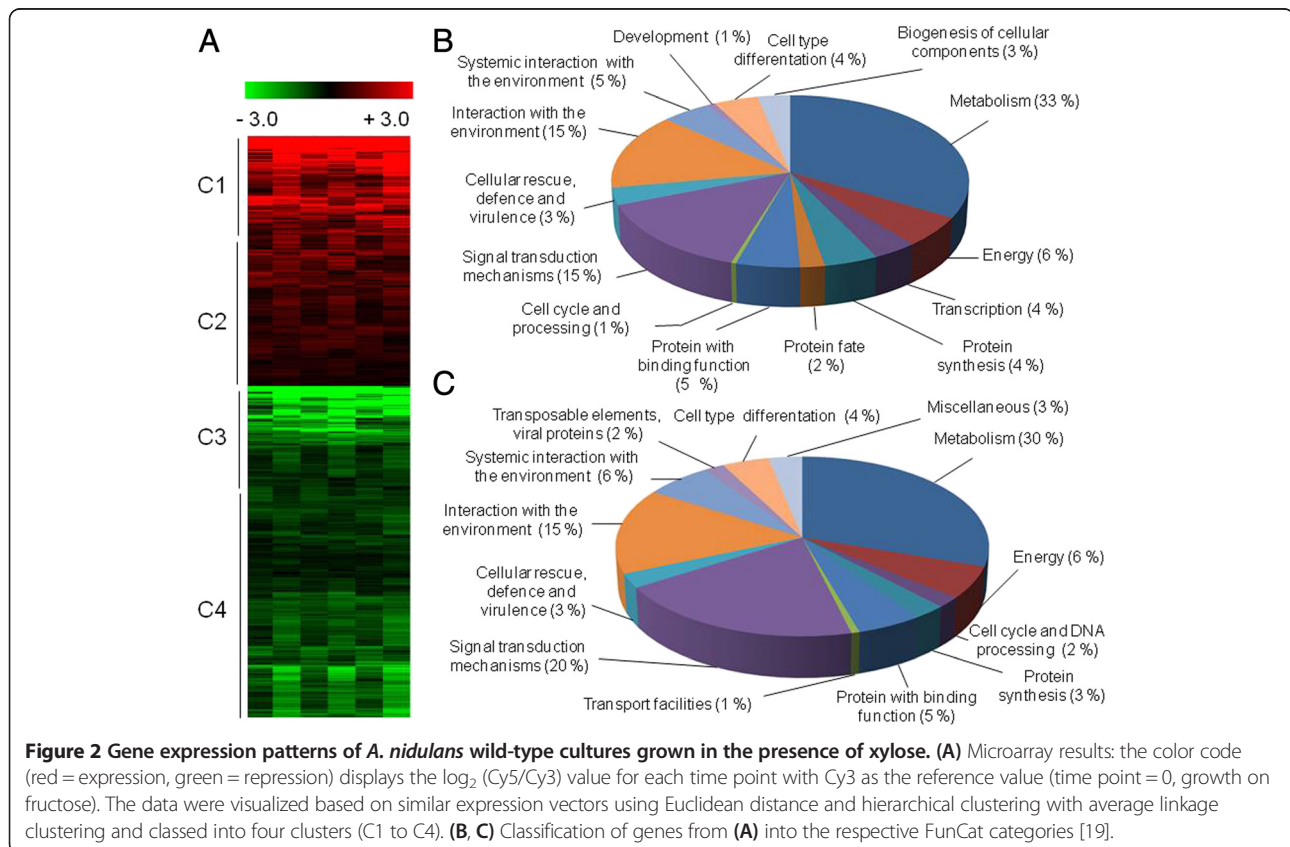 A
- 3.0
+ 3.0
C1
C2
C3
C4
B
Development (1 %)
Cell type
differentation (4 %)
Biogenesis of cellular
components (3 %)
Systemic interaction with
the environment
(5 %)
Metabolism (33 %)
Interaction with the
environment (15 %)
Cellular rescue,
defence and
virulence (3 %)
Energy (6 %)
Signal transduction
mechanisms (15 %)
Transcription (4 %)
Cell cycle and
processing (1 %)
Protein with
binding function
(5 %)
Protein fate
(2 %)
Protein
synthesis (4 %)
C
Transposable elements,
viral proteins (2 %)
Cell type differentation (4 %)
Miscellaneous (3 %)
Metabolism (30 %)
Systemic interaction with
the environment
(6 %)
Interaction with the
environment (15 %)
Energy (6 %)
Cellular rescue,
defence and
virulence (3 %)
Cell cycle and DNA
processing (2 %)
Signal transduction
mechanisms (20 %)
Protein
synthesis (3 %)
Transport facilities (1 %)
Protein with binding
function (5 %)
Figure 2 Gene expression patterns of A. nidulans wild-type cultures grown in the presence of xylose. (A) Microarray results: the color code
(red = expression, green = repression) displays the log₂ (Cy5/Cy3) value for each time point with Cy3 as the reference value (time point = 0, growth on
fructose). The data were visualized based on similar expression vectors using Euclidean distance and hierarchical clustering with average linkage
clustering and classed into four clusters (C1 to C4). (B, C) Classification of genes from (A) into the respective FunCat categories [19].